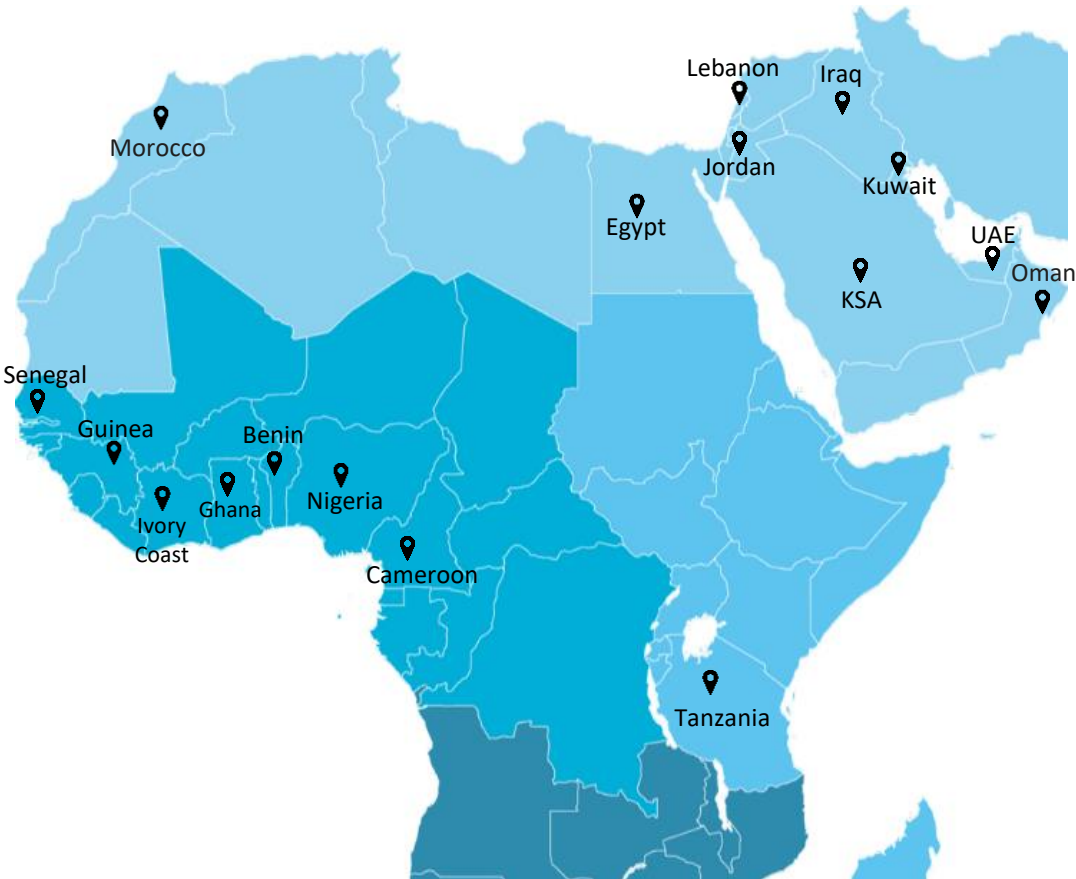 Lebanon
Iraq
Morocco
Jordan
Kuwait
Egypt
UAE
Oman
KSA
Senegal
Guinea
Benin
Nigeria
Ghana
Ivory
Coast
Cameroon
Tanzania